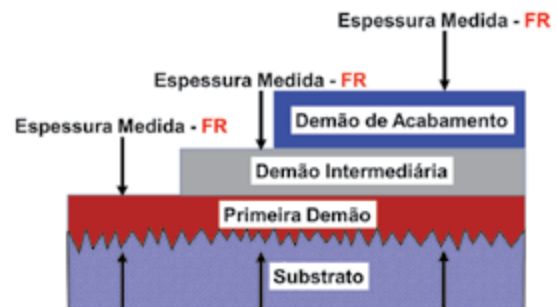 Espessura Medida - FR
Espessura Medida - FR
Espessura Medida - FR
Demão de Acabamento
Demão Intermediária
Primeira Demão
Substrato